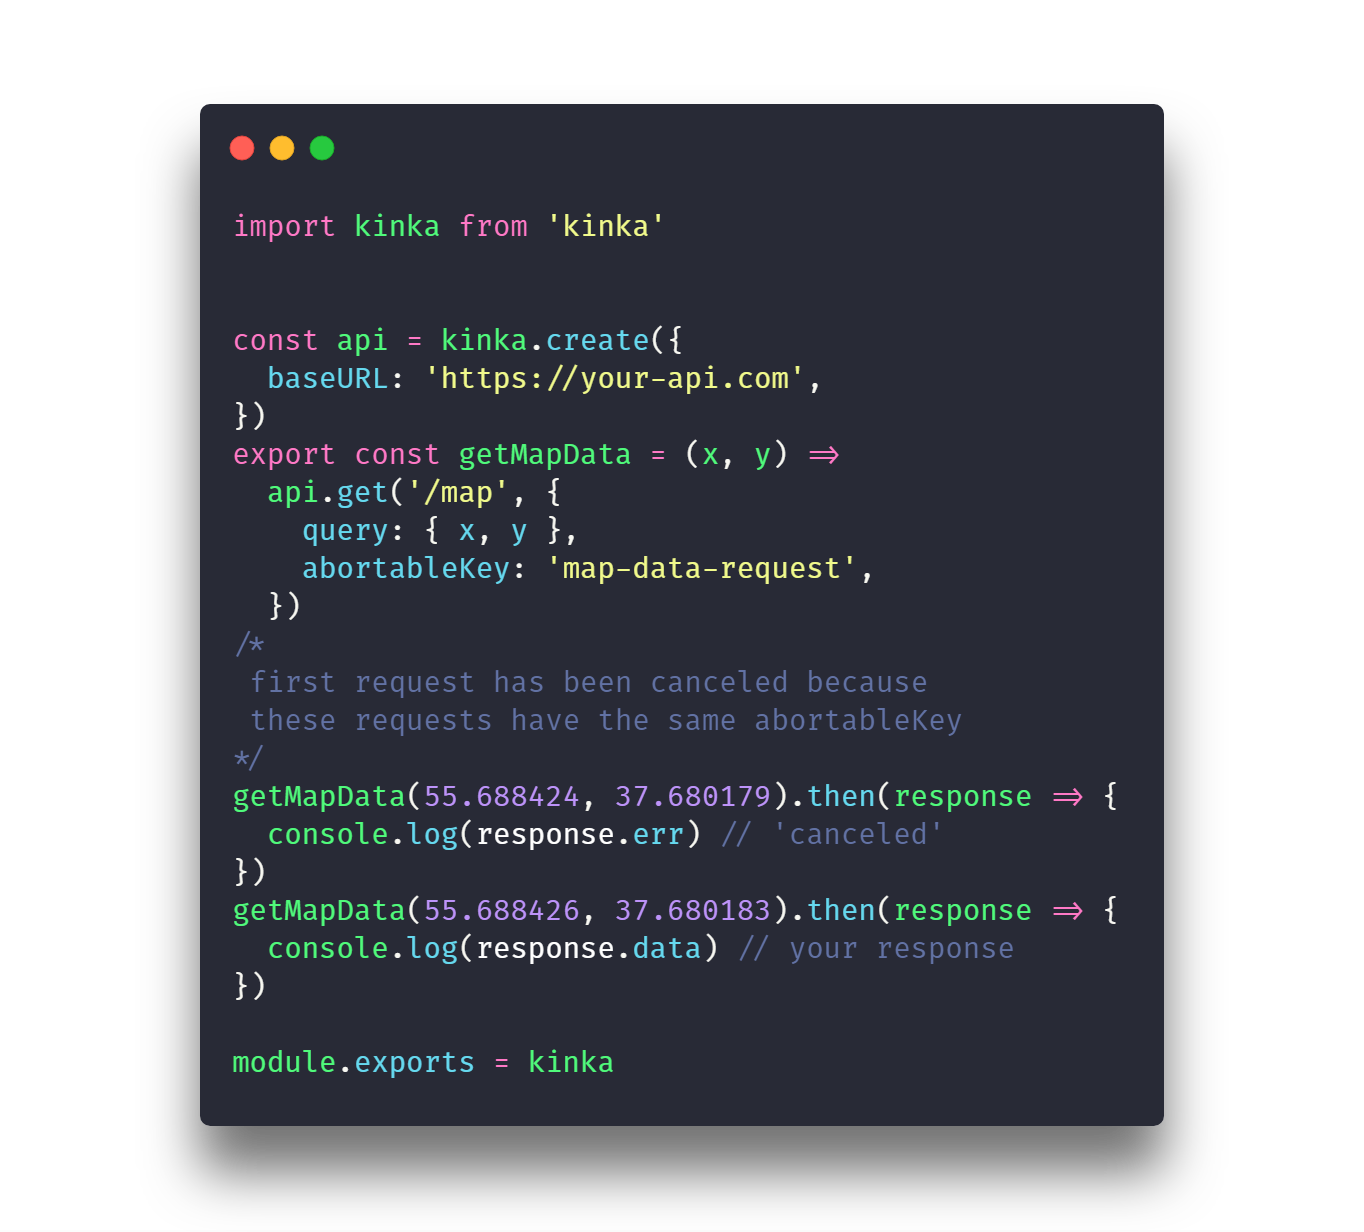 import kinka from 'kinka'


const api = kinka.create({
  baseURL: 'https://your-api.com',
})
export const getMapData = (x, y) =>
  api.get('/map', {
    query: { x, y },
    abortableKey: 'map-data-request',
  })
/*
 first request has been canceled because
 these requests have the same abortableKey
*/
getMapData(55.688424, 37.680179).then(response => {
  console.log(response.err) // 'canceled'
})
getMapData(55.688426, 37.680183).then(response => {
  console.log(response.data) // your response
})

module.exports = kinka